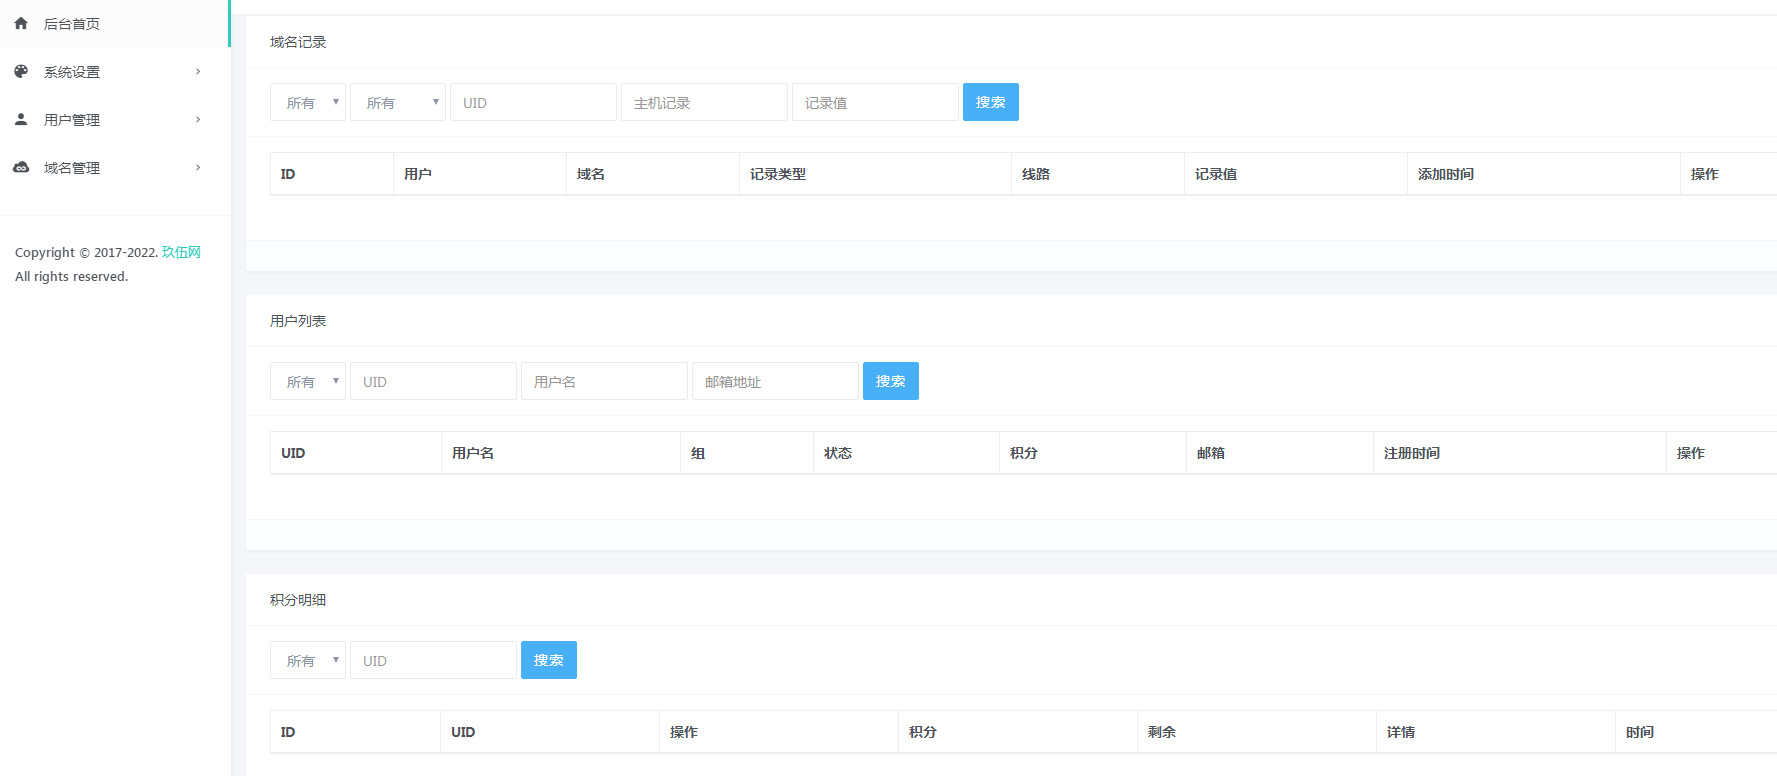 后台首页
系统设置
用户管理
域名管理
Copyright © 2017-2022. 玖伍网
All rights reserved.
域名记录
所有 所有 UID 主机记录 记录值 搜索
ID 用户 域名 记录类型 线路 记录值 添加时间 操作
用户列表
所有 UID 用户名 邮箱地址 搜索
UID 用户名 组 状态 积分 邮箱 注册时间 操作
积分明细
所有 UID 搜索
ID UID 操作 积分 剩余 详情 时间